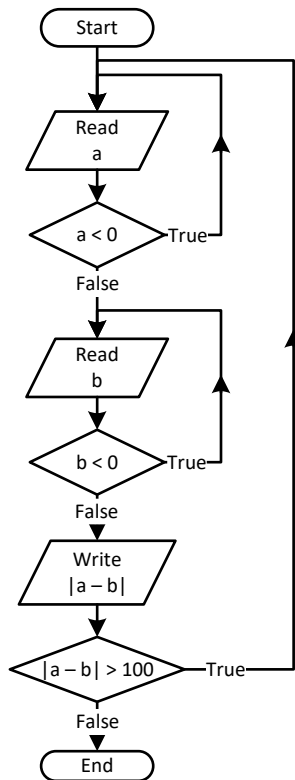 Start
Read
a
a < 0
True
False
Read
b
b < 0
True
False
Write
|a – b|
|a – b| > 100
True
False
End